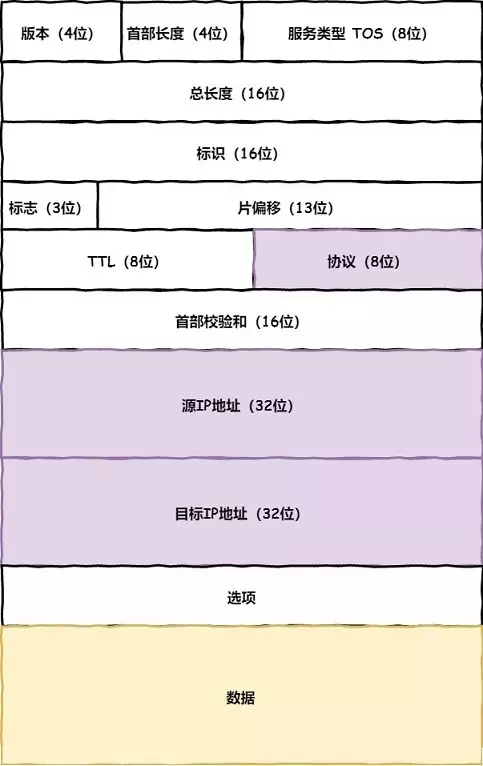 版本（4位） 首部长度（4位） 服务类型 TOS（8位）
总长度（16位）
标识（16位）
标志（3位） 片偏移（13位）
TTL（8位） 协议（8位）
首部校验和（16位）
源IP地址（32位）
目标IP地址（32位）
选项
数据